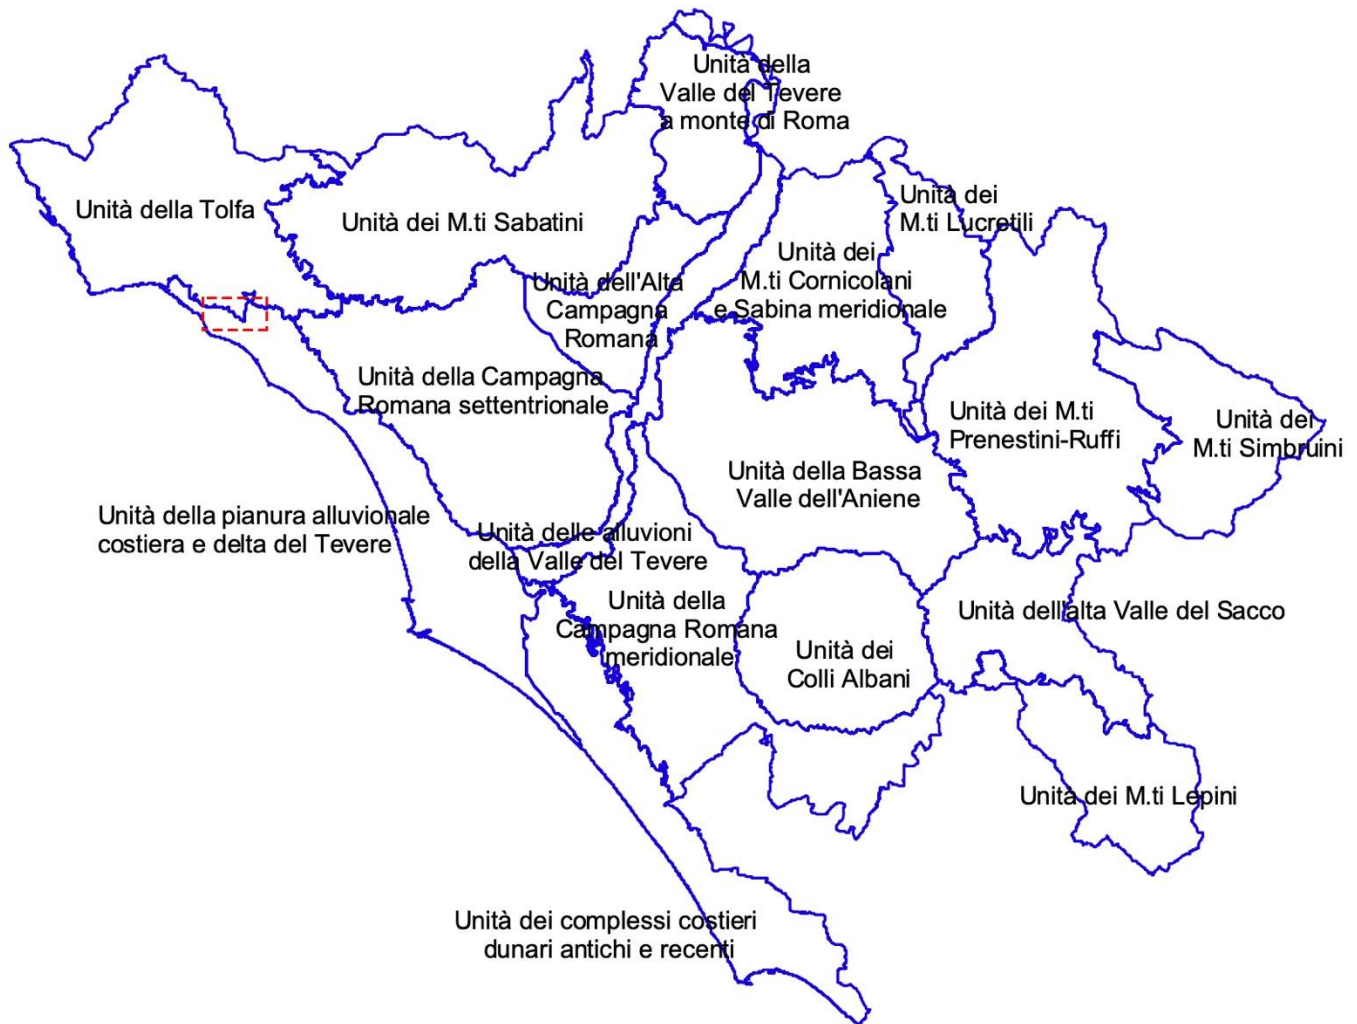 Unità della
Valle del Tevere
a monte di Roma
Unità della Tolfa
Unità dei M.ti Sabatini
Unità dei
M.ti Lucretili
Unità dei
M.ti Cornicolani
e Sabina meridionale
Unità dell'Alta
Campagna
Romana
Unità della Campagna
Romana settentrionale
Unità dei M.ti
Prenestini-Ruffi
Unità dei
M.ti Simbruini
Unità della Bassa
Valle dell'Aniene
Unità della pianura alluvionale
costiera e delta del Tevere
Unità delle alluvioni
della Valle del Tevere
Unità della
Campagna Romana
meridionale
Unità dei
Colli Albani
Unità dell'alta Valle del Sacco
Unità dei M.ti Lepini
Unità dei complessi costieri
dunari antichi e recenti